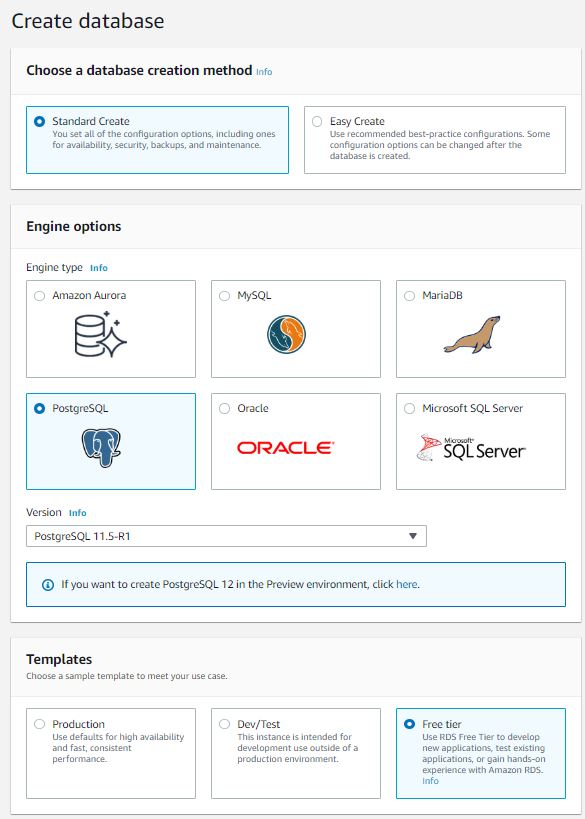 Create database
Choose a database creation method Info
Standard Create
You set all of the configuration options, including ones
for availability, security, backups, and maintenance.
Easy Create
Use recommended best-practice configurations. Some
configuration options can be changed after the
database is created.
Engine options
Engine type Info
Amazon Aurora
MySQL
MariaDB
PostgreSQL
Oracle
ORACLE
Microsoft SQL Server
Microsoft
SQL Server
Version Info
PostgreSQL 11.5-R1
If you want to create PostgreSQL 12 in the Preview environment, click here.
Templates
Choose a sample template to meet your use case.
Production
Use defaults for high availability
and fast, consistent
performance.
Dev/Test
This instance is intended for
development use outside of a
production environment.
Free tier
Use RDS Free Tier to develop
new applications, test existing
applications, or gain hands-on
experience with Amazon RDS.
Info